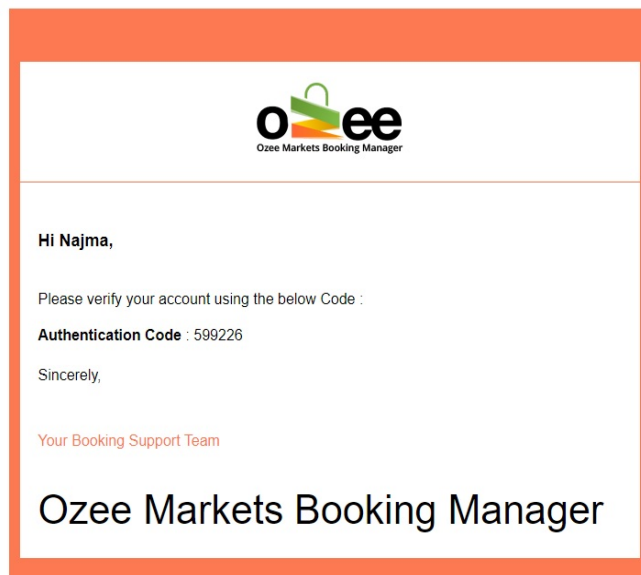 ozee
Ozee Markets Booking Manager
Hi Najma,
Please verify your account using the below Code :
Authentication Code : 599226
Sincerely,
Your Booking Support Team
Ozee Markets Booking Manager